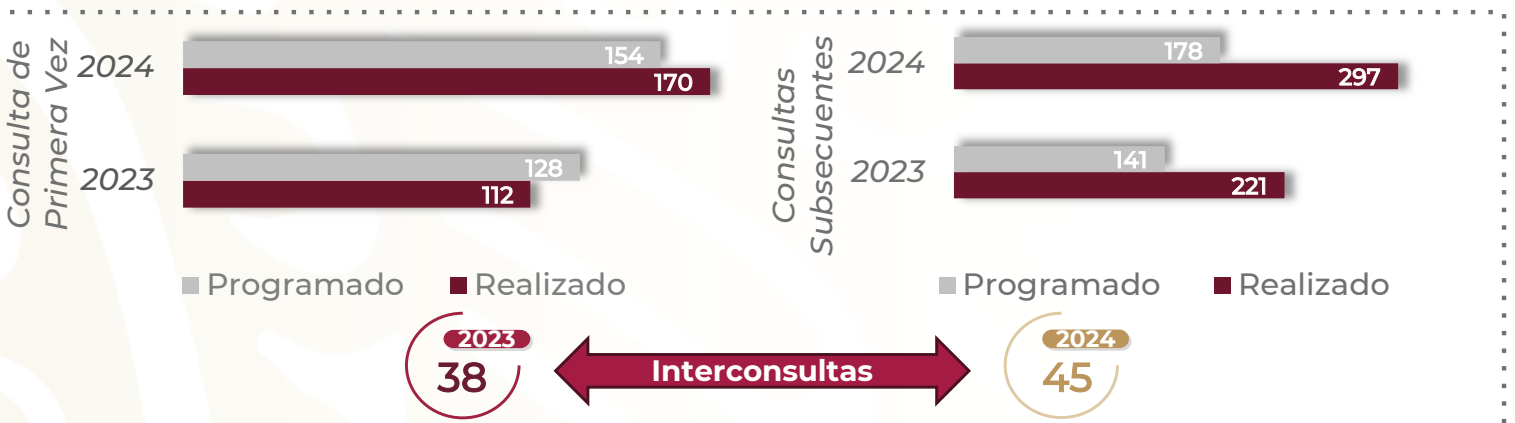 Consulta de
Primera Vez
2024
154
170
2023
128
112
Programado
Realizado
Consultas
Subsecuentes
2024
178
297
2023
141
221
Programado
Realizado
2023
38
Interconsultas
2024
45